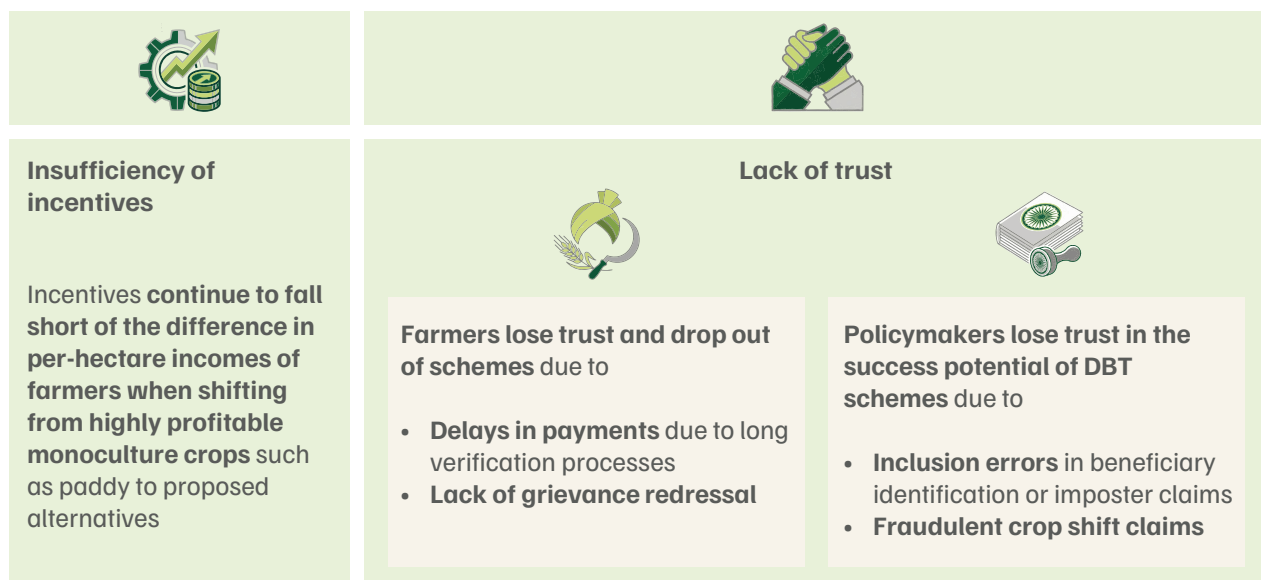 Insufficiency of
incentives
Incentives continue to fall
short of the difference in
per-hectare incomes of
farmers when shifting
from highly profitable
monoculture crops such
as paddy to proposed
alternatives
Lack of trust
Farmers lose trust and drop out
of schemes due to
• Delays in payments due to long
verification processes
• Lack of grievance redressal
Policymakers lose trust in the
success potential of DBT
schemes due to
• Inclusion errors in beneficiary
identification or imposter claims
• Fraudulent crop shift claims